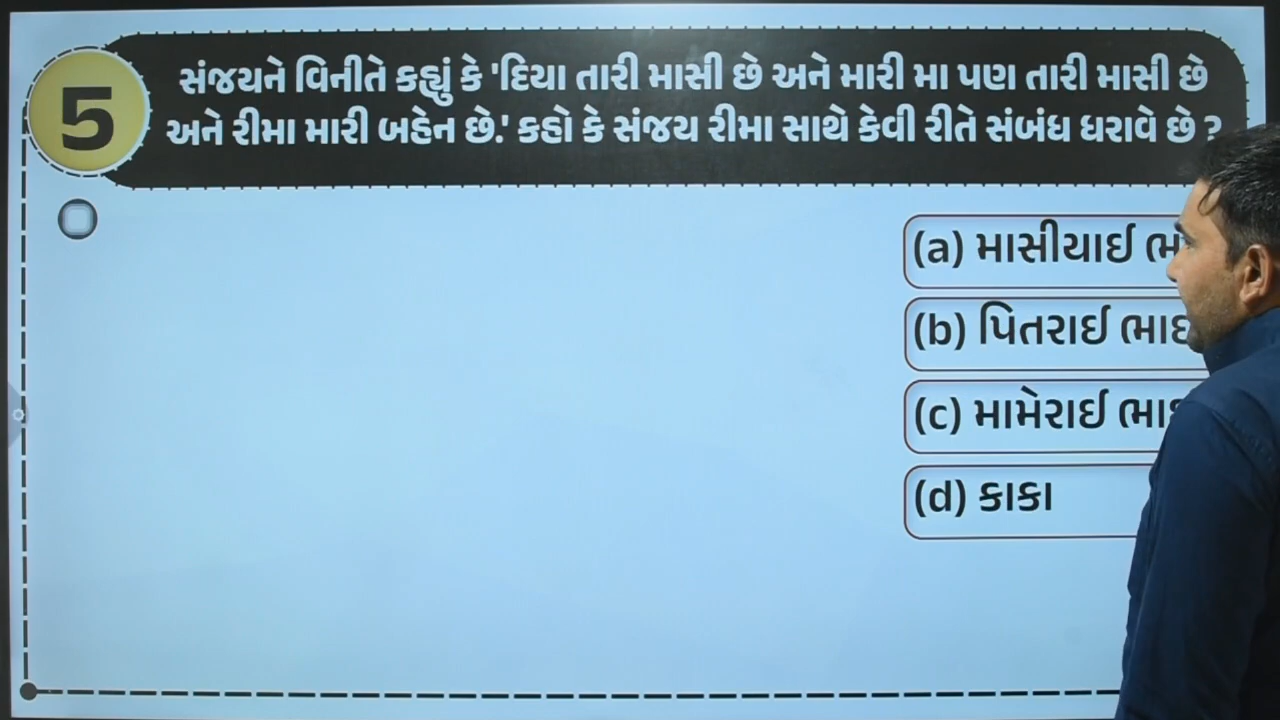 5
સંજયને વિનીતે કહ્યું કે 'દિયા તારી માસી છે અને મારી મા પણ તારી માસી છે
અને રીમા મારી બહેન છે.' કહો કે સંજય રીમા સાથે કેવી રીતે સંબંધ ધરાવે છે ?
(a) માસીયાઈ
(b) પિતરાઈ
(c) મામેરાઈ
(d) કાકા